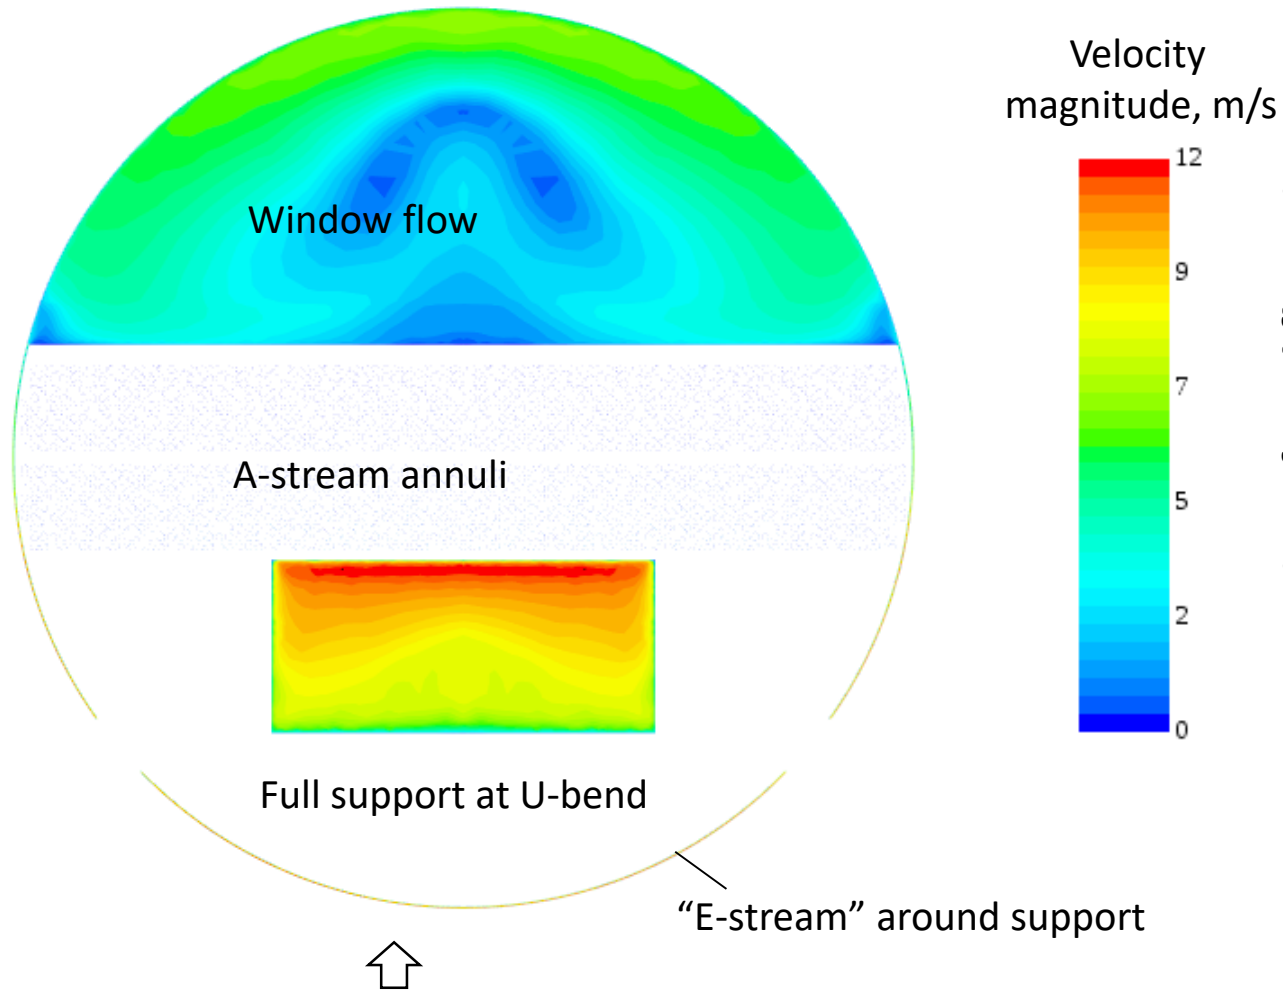 Velocity
magnitude, m/s
12
9
7
5
2
0
Window flow
A-stream annuli
Full support at U-bend
“E-stream” around support